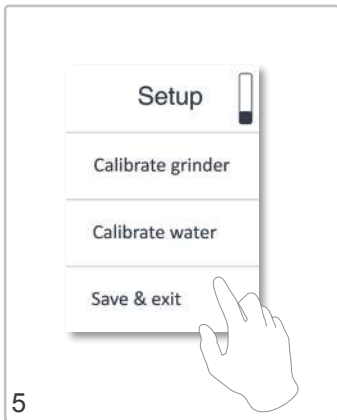 Setup
Calibrate grinder
Calibrate water
Save & exit
5